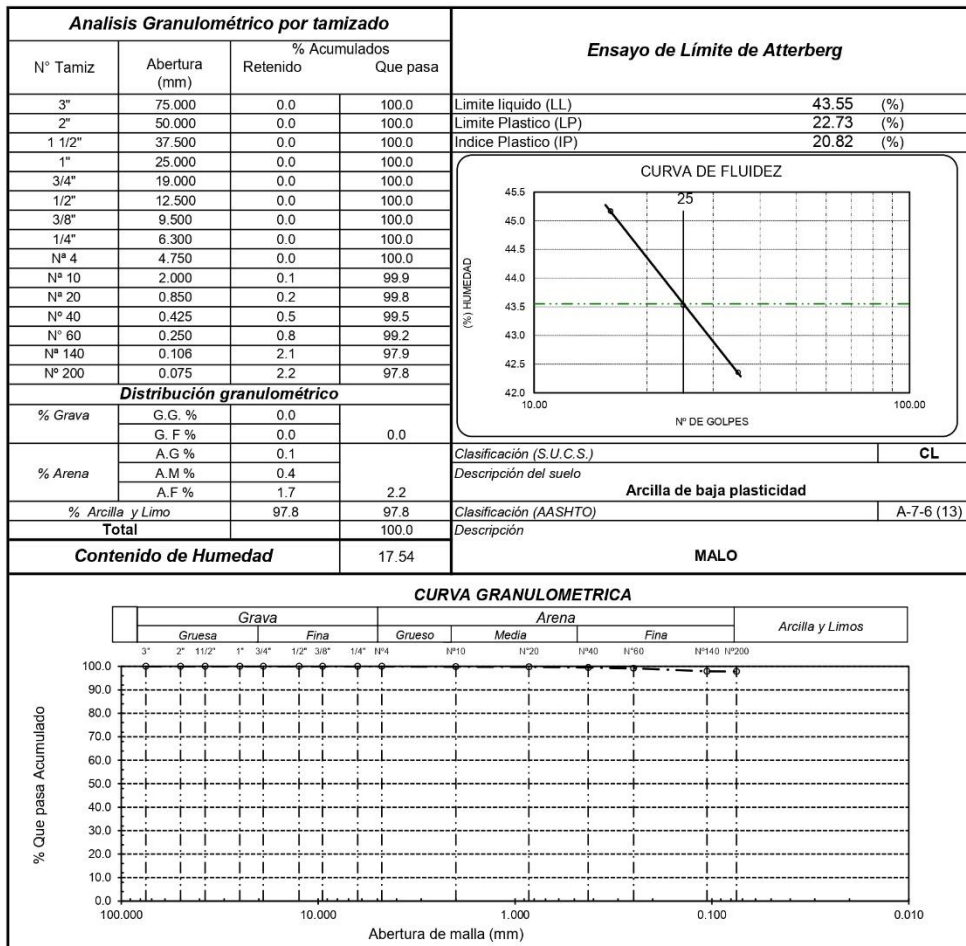 Analisis Granulométrico por tamizado
N° Tamiz Abertura (mm) % Acumulados
Retenido Que pasa
3" 75.000 0.0 100.0
2" 50.000 0.0 100.0
1 1/2" 37.500 0.0 100.0
1" 25.000 0.0 100.0
3/4" 19.000 0.0 100.0
1/2" 12.500 0.0 100.0
3/8" 9.500 0.0 100.0
1/4" 6.300 0.0 100.0
Nª 4 4.750 0.0 100.0
Nª 10 2.000 0.1 99.9
Nª 20 0.850 0.2 99.8
Nº 40 0.425 0.5 99.5
N° 60 0.250 0.8 99.2
Nª 140 0.106 2.1 97.9
Nº 200 0.075 2.2 97.8
Distribución granulométrico
% Grava G.G. % 0.0
G. F % 0.0 0.0
A.G % 0.1
% Arena A.M % 0.4
A.F % 1.7 2.2
% Arcilla y Limo 97.8 97.8
Total 100.0
Contenido de Humedad 17.54
Ensayo de Límite de Atterberg
Limite liquido (LL) 43.55 (%)
Limite Plastico (LP) 22.73 (%)
Indice Plastico (IP) 20.82 (%)
CURVA DE FLUIDEZ
25
45.5
45.0
44.5
44.0
43.5
43.0
42.5
42.0
(%) HUMEDAD
10.00 100.00
Nº DE GOLPES
Clasificación (S.U.C.S.) CL
Descripción del suelo
Arcilla de baja plasticidad
Clasificación (AASHTO) A-7-6 (13)
Descripción
MALO
CURVA GRANULOMETRICA
Grava Arena Arcilla y Limos
Gruesa Fina Grueso Media Fina
3" 2" 11/2" 1" 3/4" 1/2" 3/8" 1/4" Nº4 Nº10 Nº20 Nº40 Nº60 Nº140 Nº200
100.0
90.0
80.0
70.0
60.0
50.0
40.0
30.0
20.0
10.0
0.0
% Que pasa Acumulado
100.000 10.000 1.000 0.100 0.010
Abertura de malla (mm)